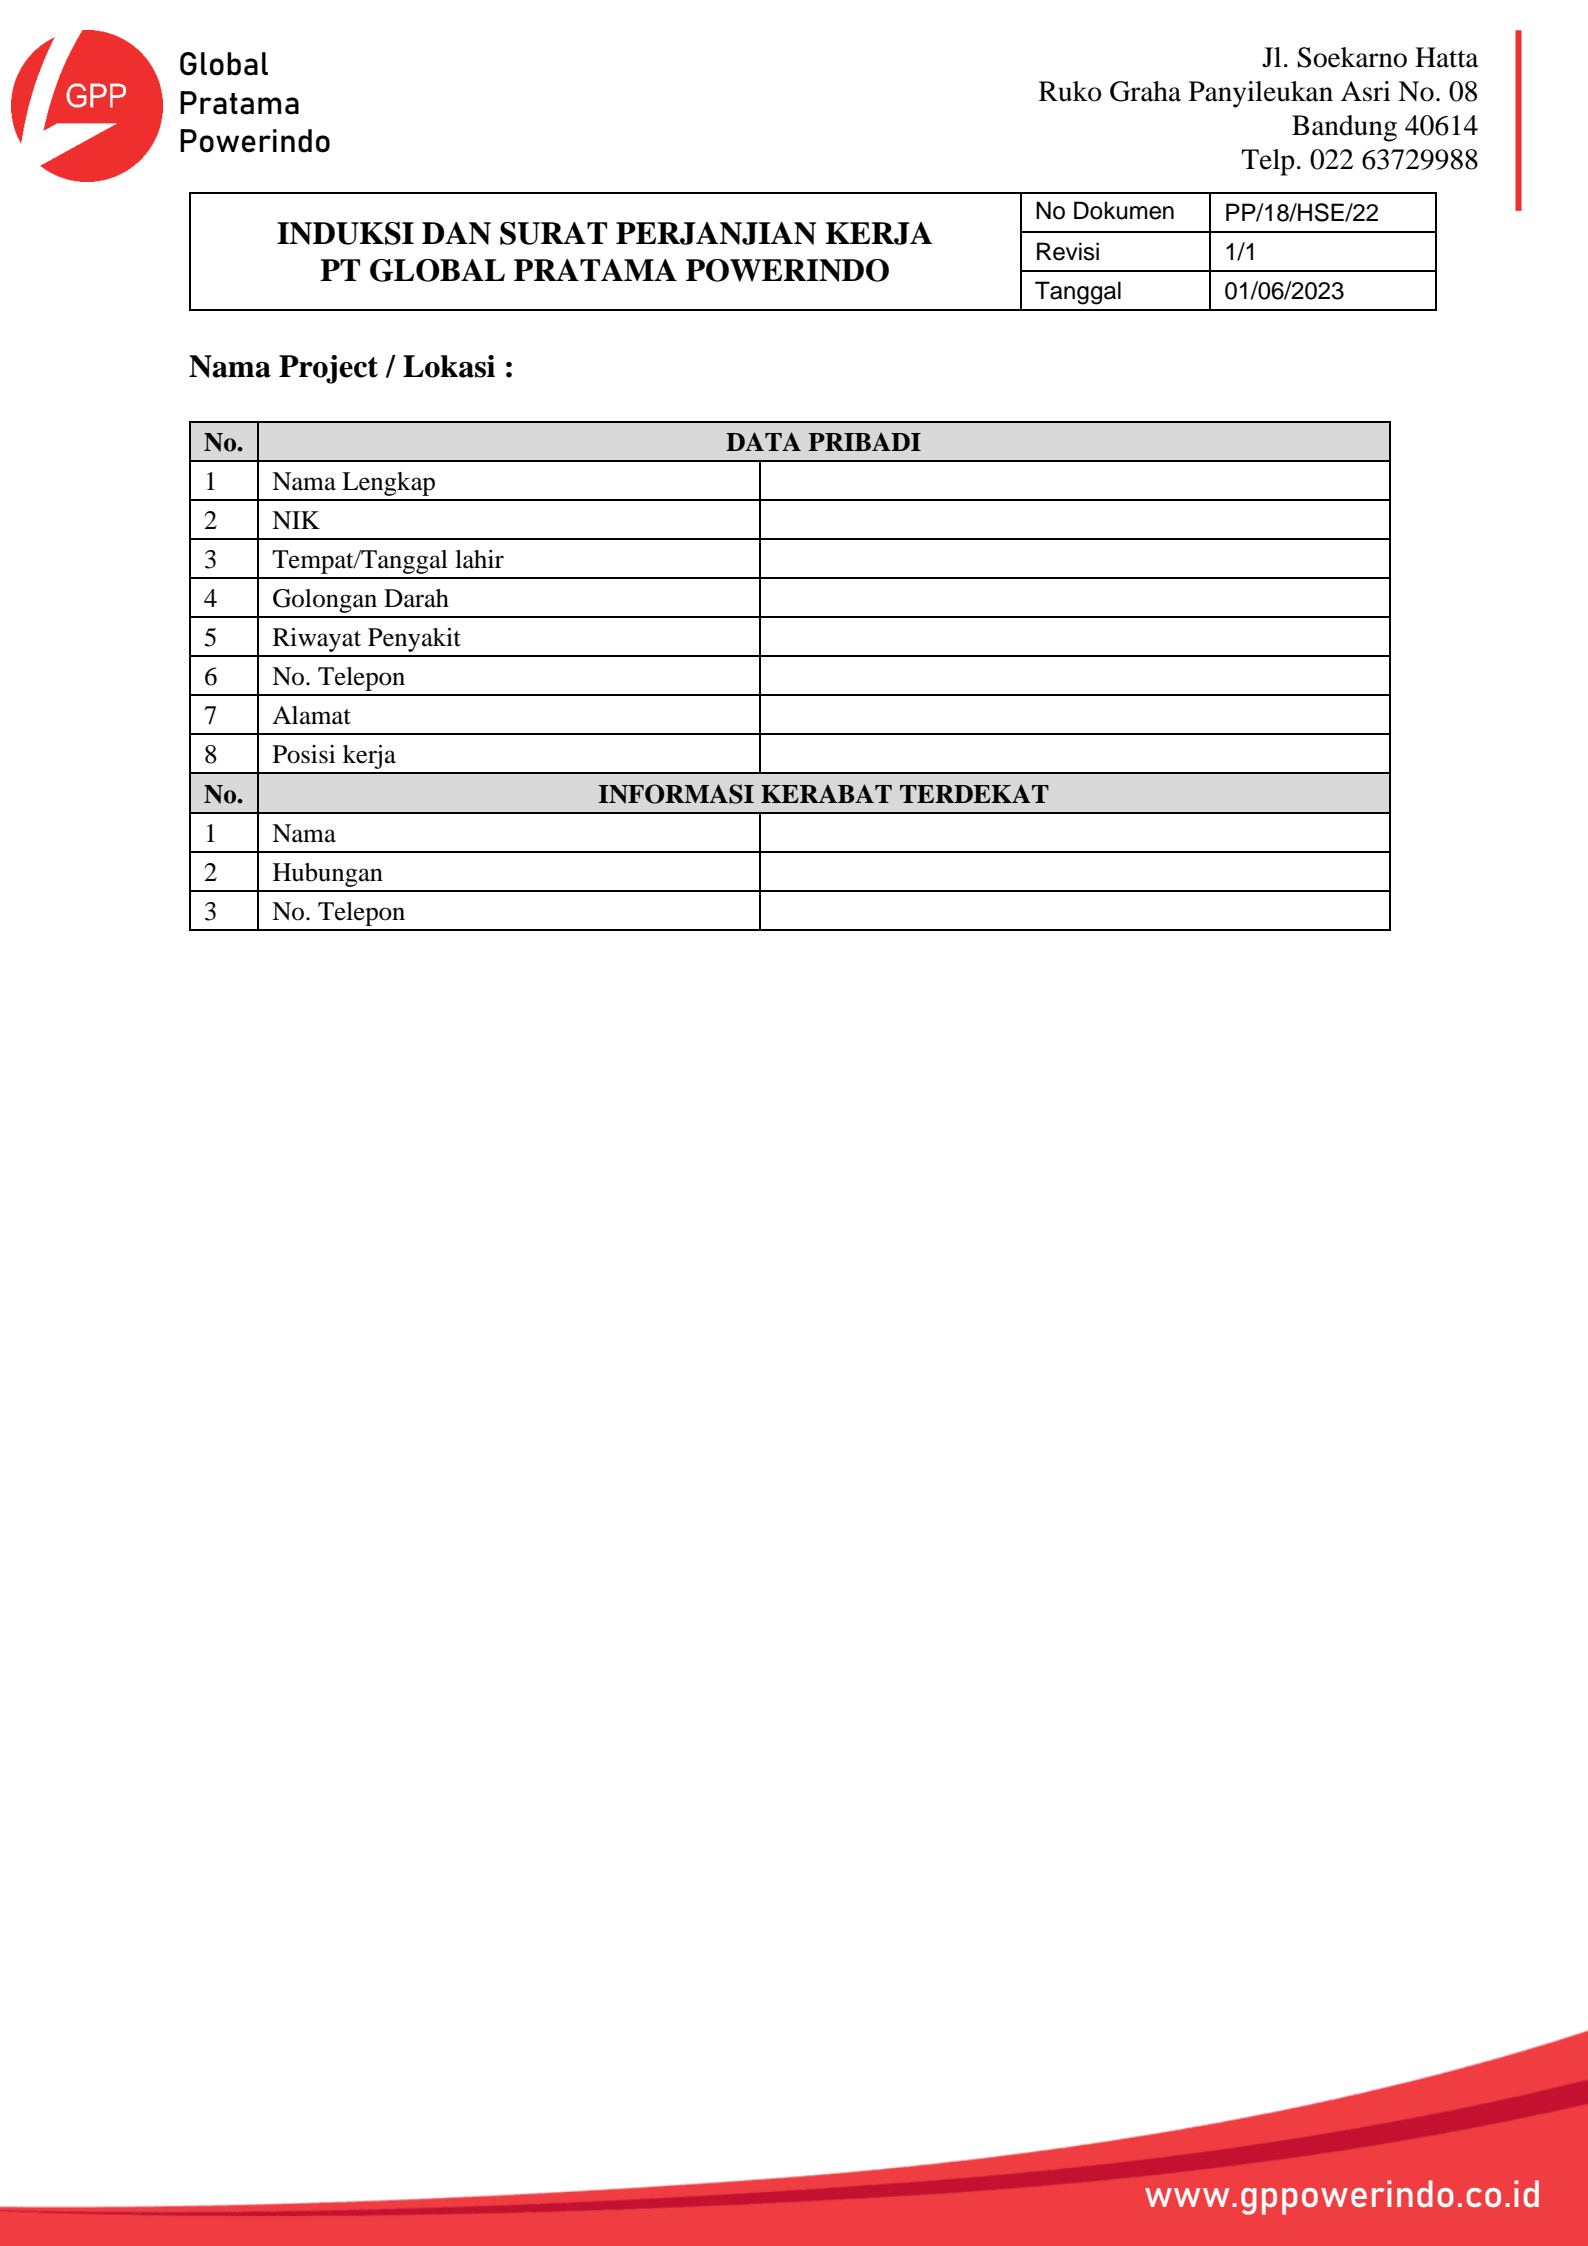 GPP
Global
Pratama
Powerindo
Jl. Soekarno Hatta
Ruko Graha Panyileukan Asri No. 08
Bandung 40614
Telp. 022 63729988
INDUKSI DAN SURAT PERJANJIAN KERJA
PT GLOBAL PRATAMA POWERINDO
No Dokumen PP/18/HSE/22
Revisi 1/1
Tanggal 01/06/2023
Nama Project / Lokasi :
No. DATA PRIBADI
1 Nama Lengkap
2 NIK
3 Tempat/Tanggal lahir
4 Golongan Darah
5 Riwayat Penyakit
6 No. Telepon
7 Alamat
8 Posisi kerja
No. INFORMASI KERABAT TERDEKAT
1 Nama
2 Hubungan
3 No. Telepon
www.gppowerindo.co.id